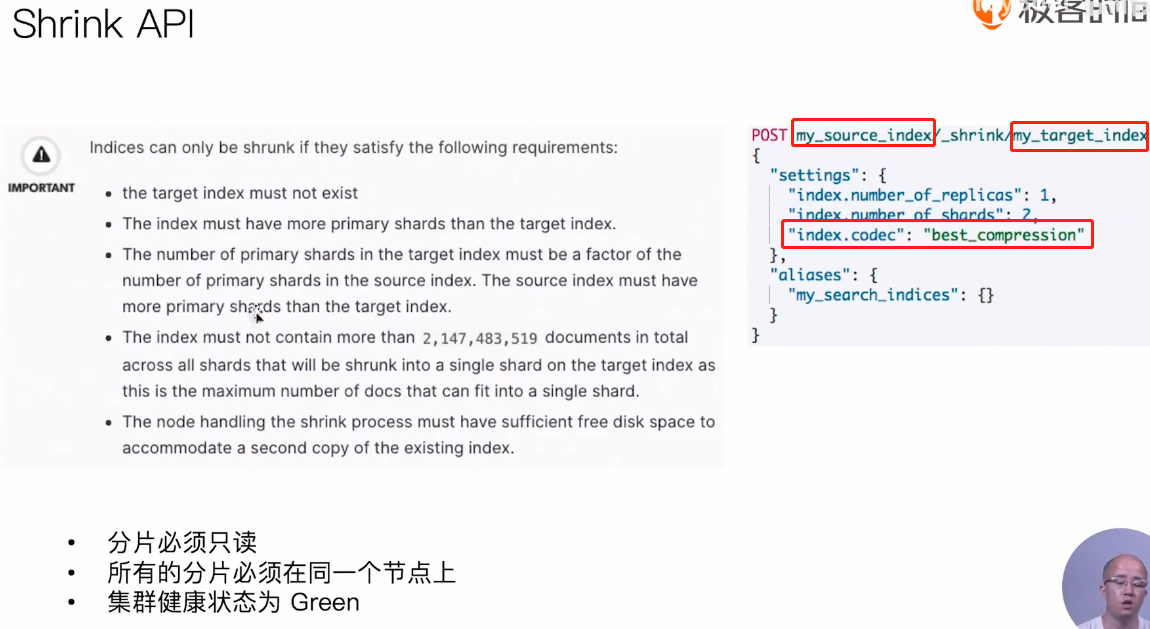 Shrink API
极客时间
IMPORTANT
Indices can only be shrunk if they satisfy the following requirements:
• the target index must not exist
• The index must have more primary shards than the target index.
• The number of primary shards in the target index must be a factor of the
number of primary shards in the source index. The source index must have
more primary shards than the target index.
• The index must not contain more than 2,147,483,519 documents in total
across all shards that will be shrunk into a single shard on the target index as
this is the maximum number of docs that can fit into a single shard.
• The node handling the shrink process must have sufficient free disk space to
accommodate a second copy of the existing index.
POST my_source_index/_shrink/my_target_index
{
"settings": {
"index.number_of_replicas": 1,
"index.number_of_shards": 2,
"index.codec": "best_compression"
},
"aliases": {
"my_search_indices": {}
}
}
• 分片必须只读
• 所有的分片必须在同一个节点上
• 集群健康状态为 Green